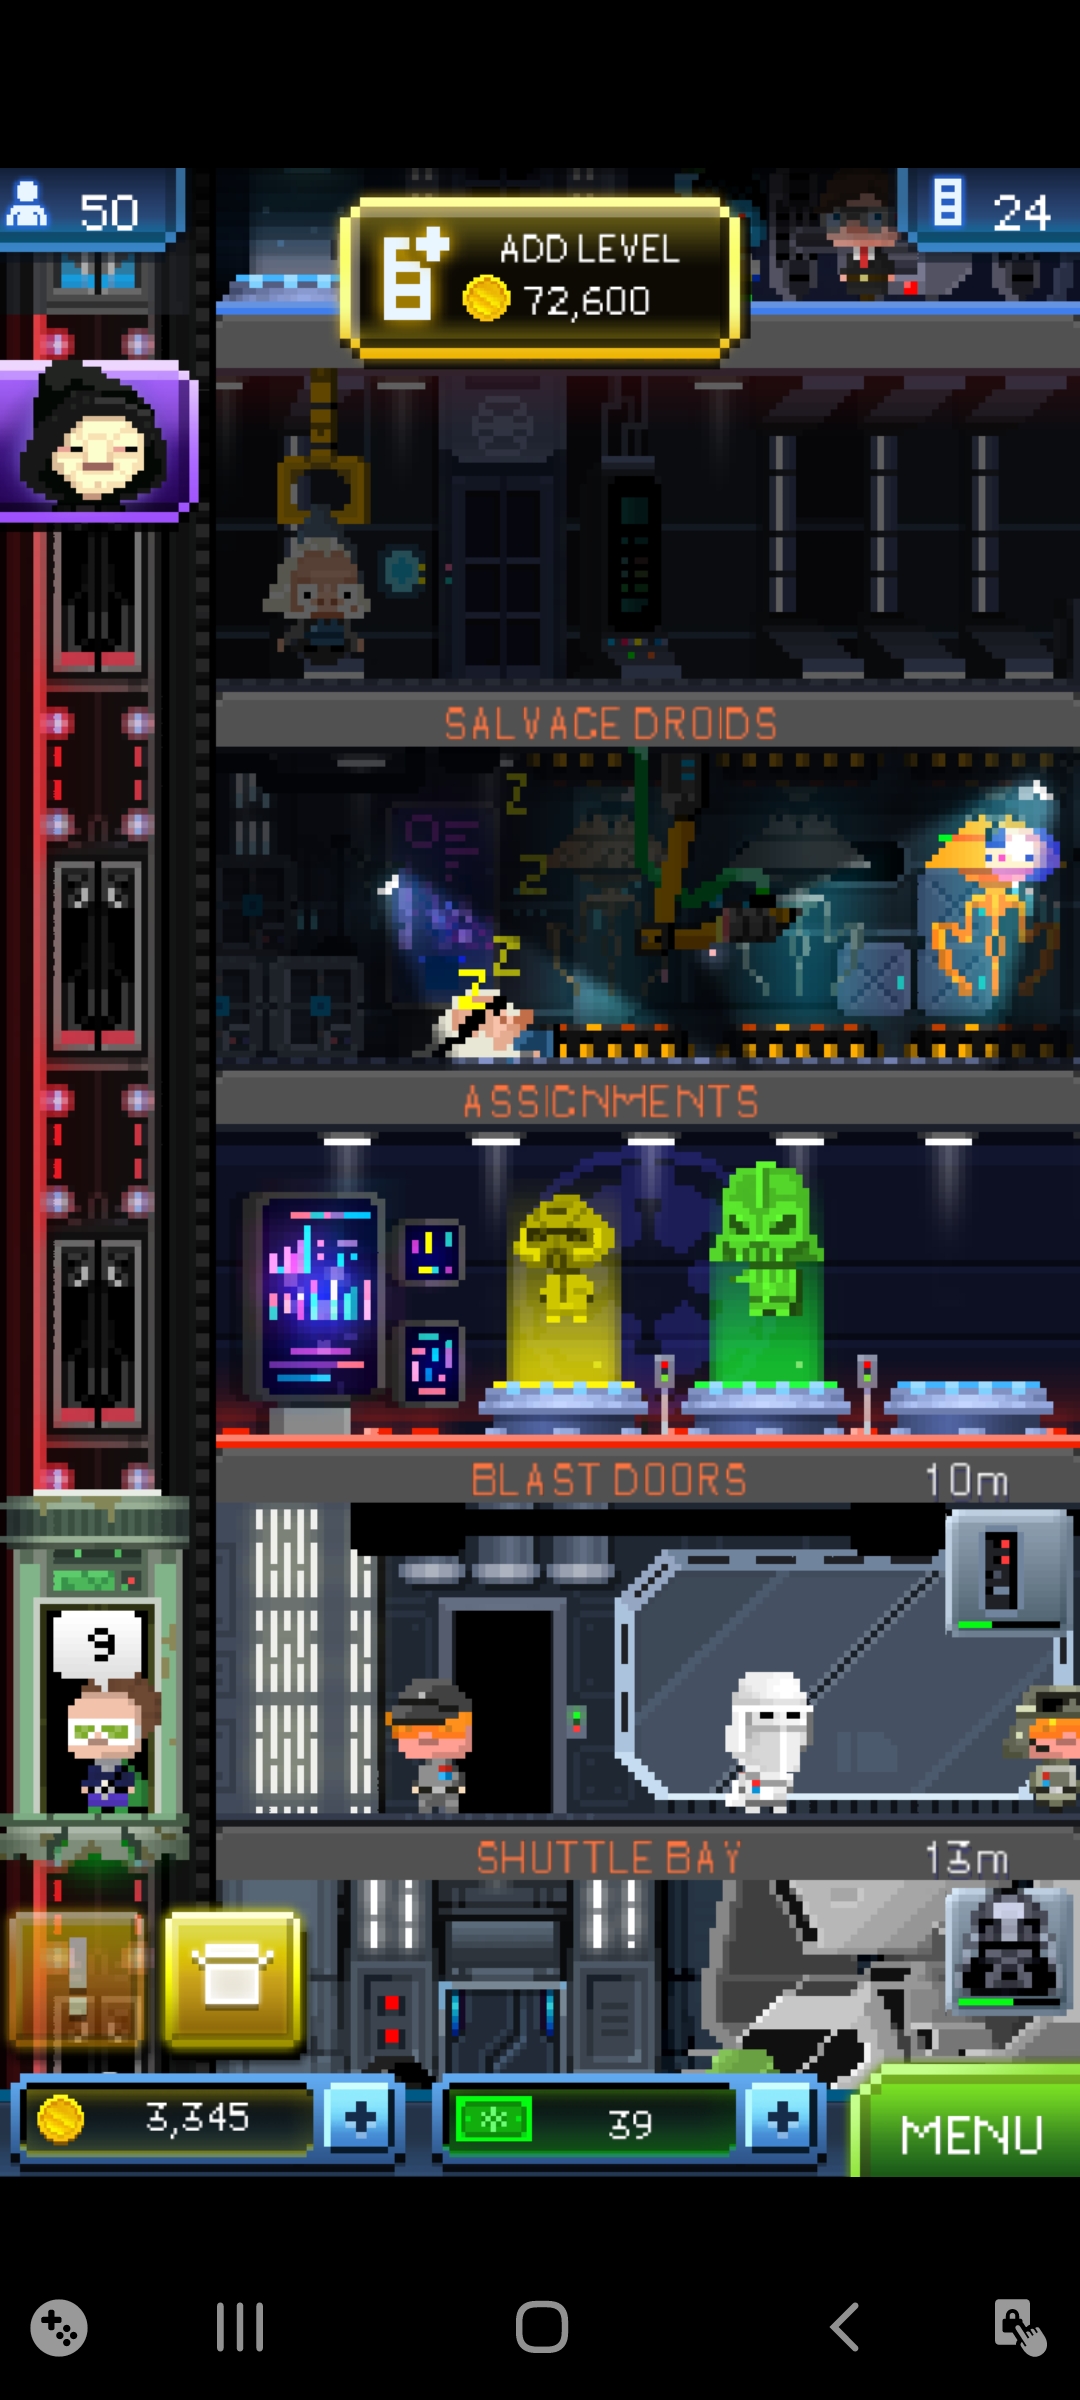 50
24
ADD LEVEL
72,600
SALVAGE DROIDS
Z
Z
Z
Z
ASSIGNMENTS
BLAST DOORS 10m
9
SHUTTLE BAY 13m
3,345
39
MENU